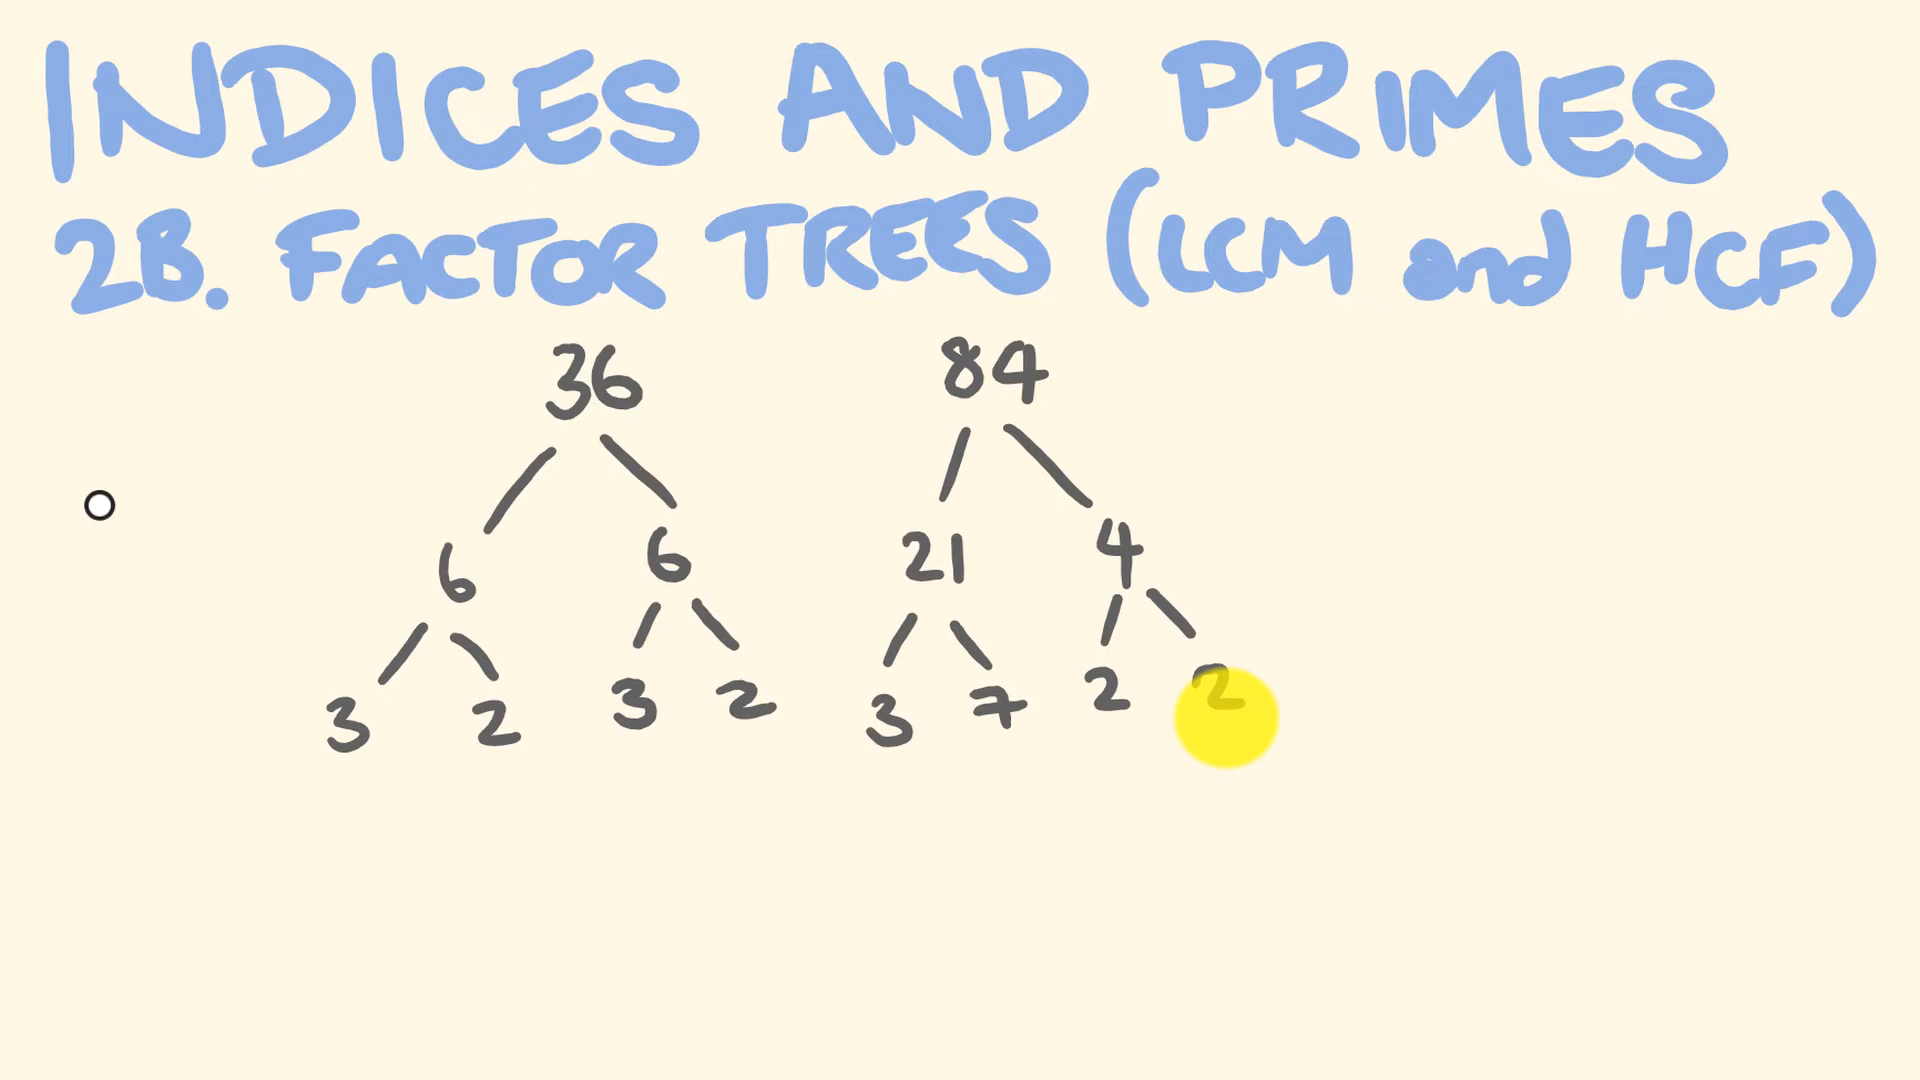 INDICES AND PRIMES
2B. FACTOR TREES (LCM and HCF)
36 84
6 6 21 4
3 2 3 2 3 7 2 2